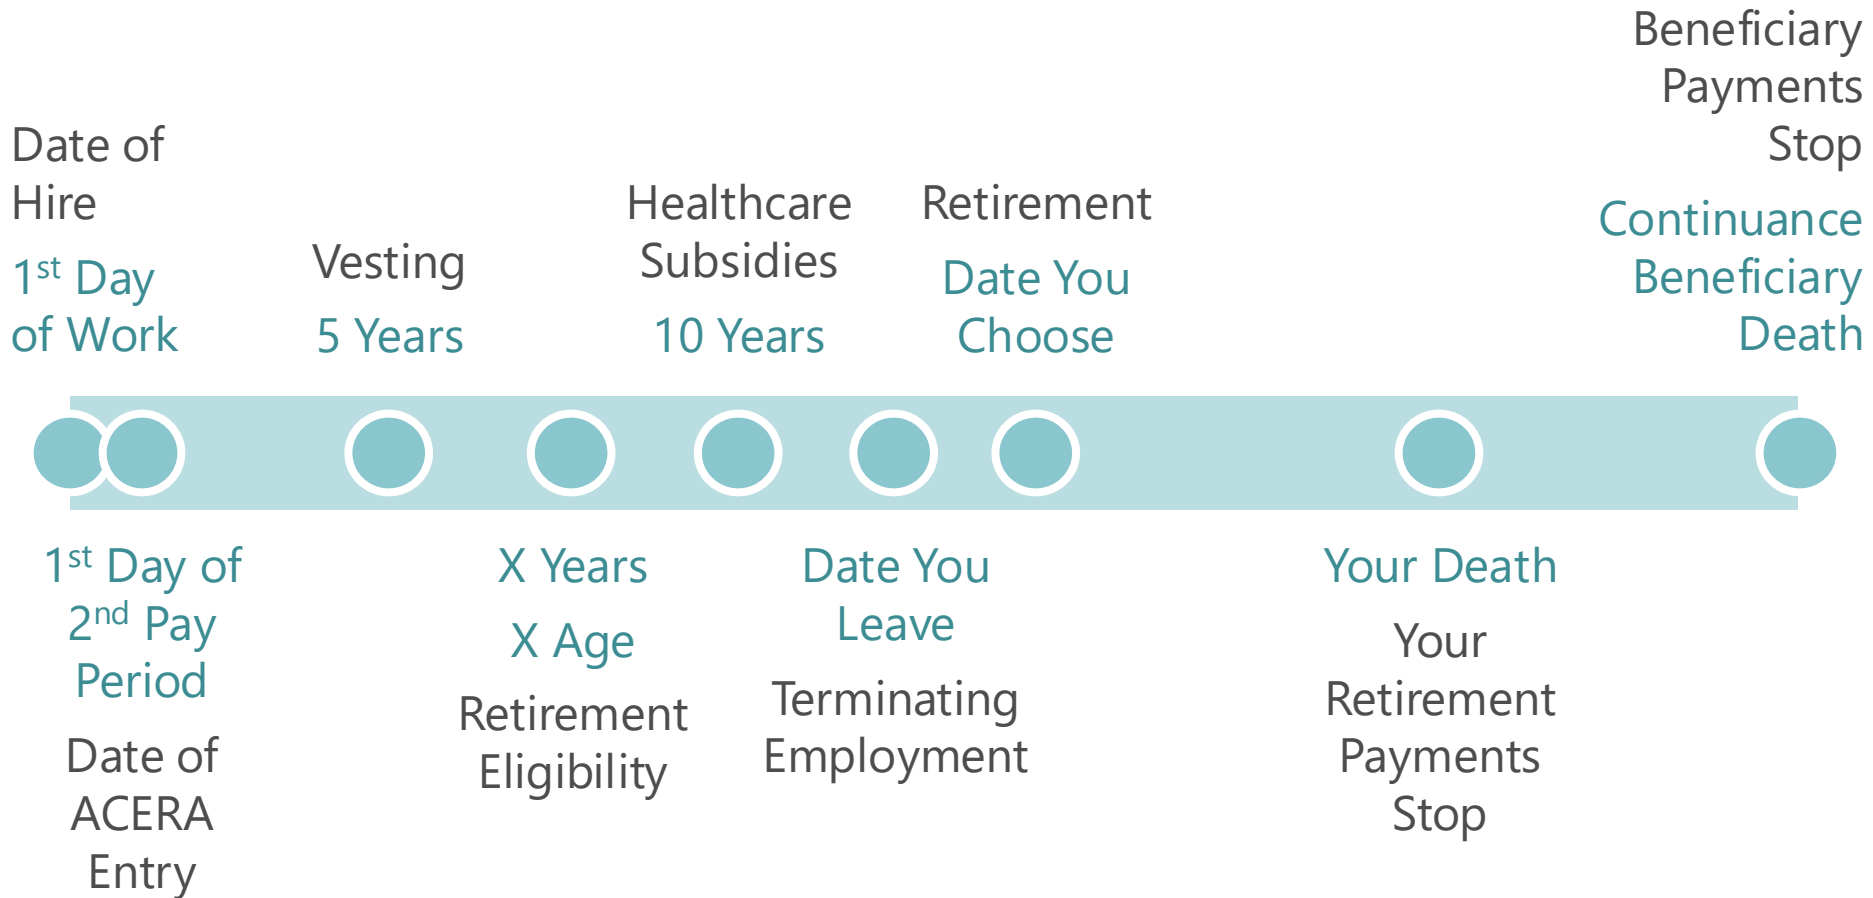 Date of
Hire
1st Day
of Work
1st Day of
2nd Pay
Period
Date of
ACERA
Entry
Vesting
5 Years
X Years
X Age
Retirement
Eligibility
Healthcare
Subsidies
10 Years
Date You
Leave
Terminating
Employment
Retirement
Date You
Choose
Your Death
Your
Retirement
Payments
Stop
Beneficiary
Payments
Stop
Continuance
Beneficiary
Death